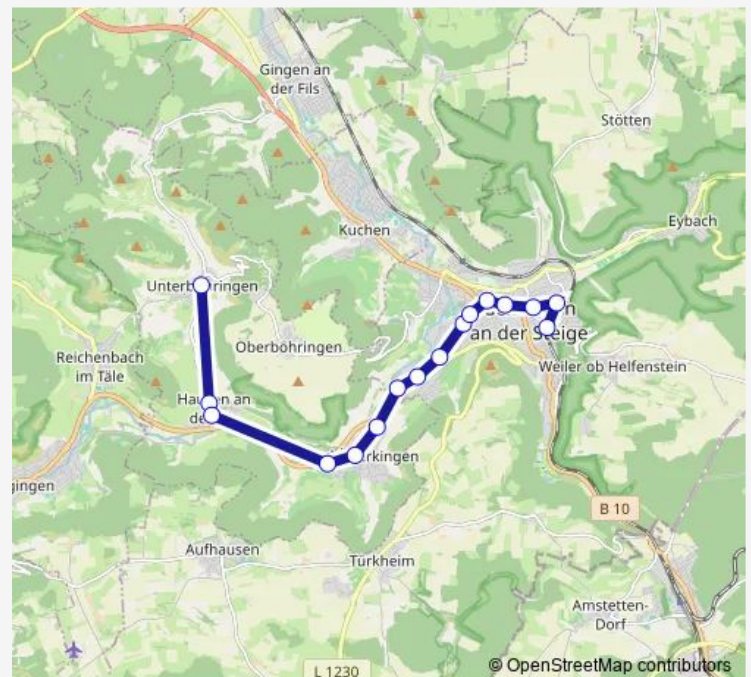 Gingen an
der Fils
Stötten
Eybach
Kuchen
Oberböhringen
Reichenbach
im Täle
an der Steige
Weiler ob Helfenstein
B 10
Aufhausen
Türkheim
Amstetten-
Dorf
L 1230
© OpenStreetMap contributors